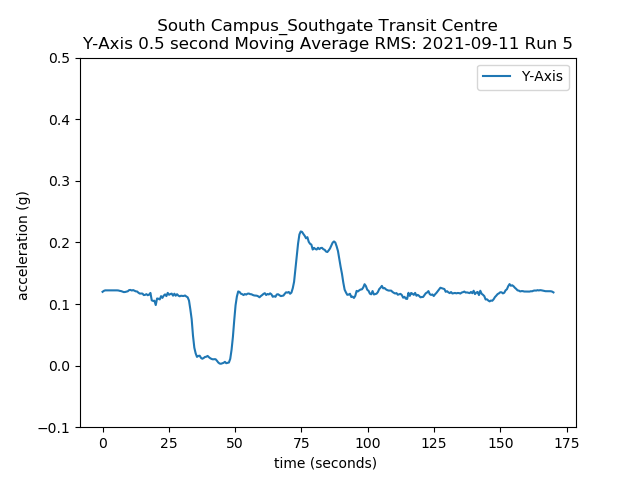 South Campus_Southgate Transit Centre
Y-Axis 0.5 second Moving Average RMS: 2021-09-11 Run 5
Y-Axis
acceleration (g)
0.5
0.4
0.3
0.2
0.1
0.0
−0.1
0 25 50 75 100 125 150 175
time (seconds)